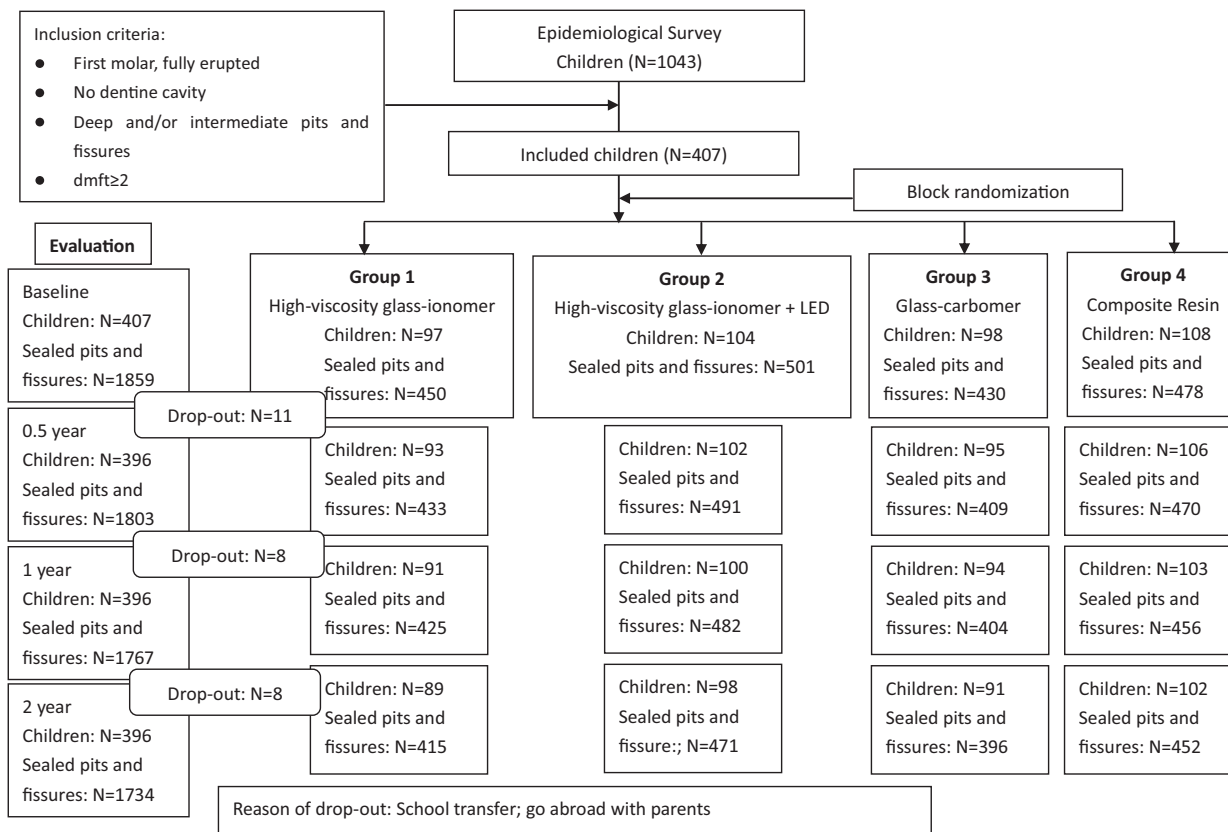 Inclusion criteria:
● First molar, fully erupted
● No dentine cavity
● Deep and/or intermediate pits and
fissures
● dmft≥2
Epidemiological Survey
Children (N=1043)
Included children (N=407)
Block randomization
Evaluation
Baseline
Children: N=407
Sealed pits and
fissures: N=1859
Group 1
High-viscosity glass-ionomer
Children: N=97
Sealed pits and
fissures: N=450
Group 2
High-viscosity glass-ionomer + LED
Children: N=104
Sealed pits and fissures: N=501
Group 3
Glass-carbomer
Children: N=98
Sealed pits and
fissures: N=430
Group 4
Composite Resin
Children: N=108
Sealed pits and
fissures: N=478
Drop-out: N=11
0.5 year
Children: N=396
Sealed pits and
fissures: N=1803
Children: N=93
Sealed pits and
fissures: N=433
Children: N=102
Sealed pits and
fissures: N=491
Children: N=95
Sealed pits and
fissures: N=409
Children: N=106
Sealed pits and
fissures: N=470
Drop-out: N=8
1 year
Children: N=396
Sealed pits and
fissures: N=1767
Children: N=91
Sealed pits and
fissures: N=425
Children: N=100
Sealed pits and
fissures: N=482
Children: N=94
Sealed pits and
fissures: N=404
Children: N=103
Sealed pits and
fissures: N=456
Drop-out: N=8
2 year
Children: N=396
Sealed pits and
fissures: N=1734
Children: N=89
Sealed pits and
fissures: N=415
Children: N=98
Sealed pits and
fissure:; N=471
Children: N=91
Sealed pits and
fissures: N=396
Children: N=102
Sealed pits and
fissures: N=452
Reason of drop-out: School transfer; go abroad with parents